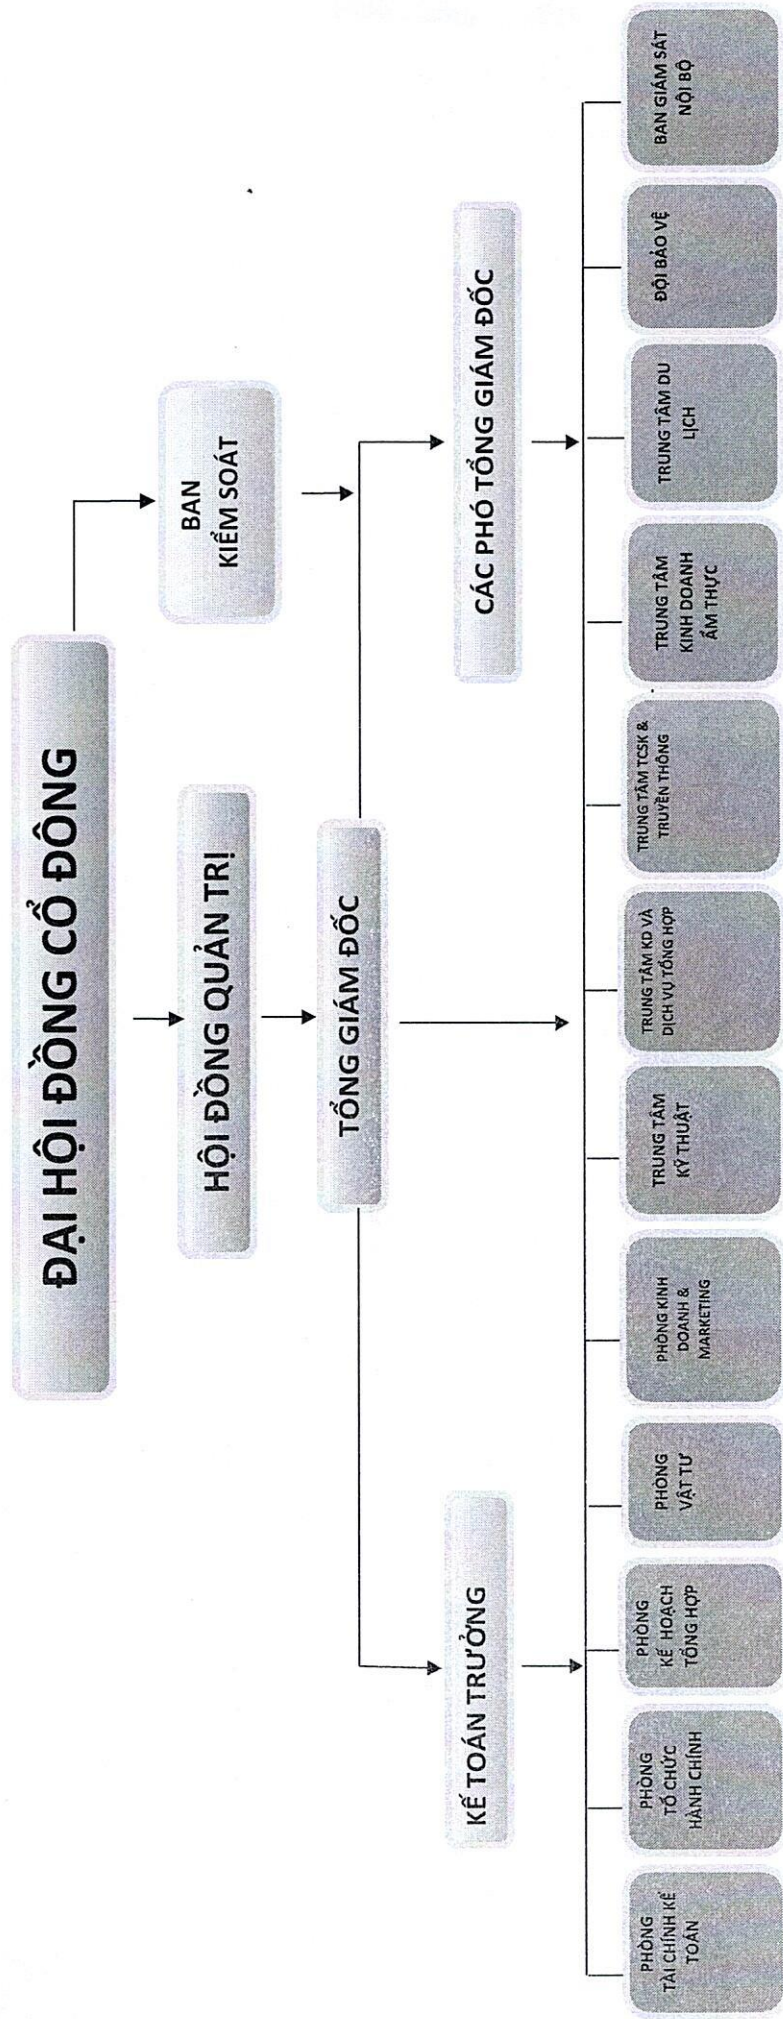 ĐẠI HỘI ĐỒNG CỔ ĐÔNG
BAN
KIỂM SOÁT
HỘI ĐỒNG QUẢN TRỊ
TỔNG GIÁM ĐỐC
KẾ TOÁN TRƯỞNG
CÁC PHÓ TỔNG GIÁM ĐỐC
PHÒNG
TÀI CHÍNH KẾ
TOÁN
PHÒNG
TỔ CHỨC
HÀNH CHÍNH
PHÒNG
KẾ HOẠCH
TỔNG HỢP
PHÒNG
VẬT TƯ
PHÒNG KINH
DOANH &
MARKETING
TRUNG TÂM
KỸ THUẬT
TRUNG TÂM KD VÀ
DỊCH VỤ TỔNG HỢP
TRUNG TÂM TCSK &
TRUYỀN THÔNG
TRUNG TÂM
KINH DOANH
ẨM THỰC
TRUNG TÂM DU
LỊCH
ĐỘI BẢO VỆ
BAN GIÁM SÁT
NỘI BỘ